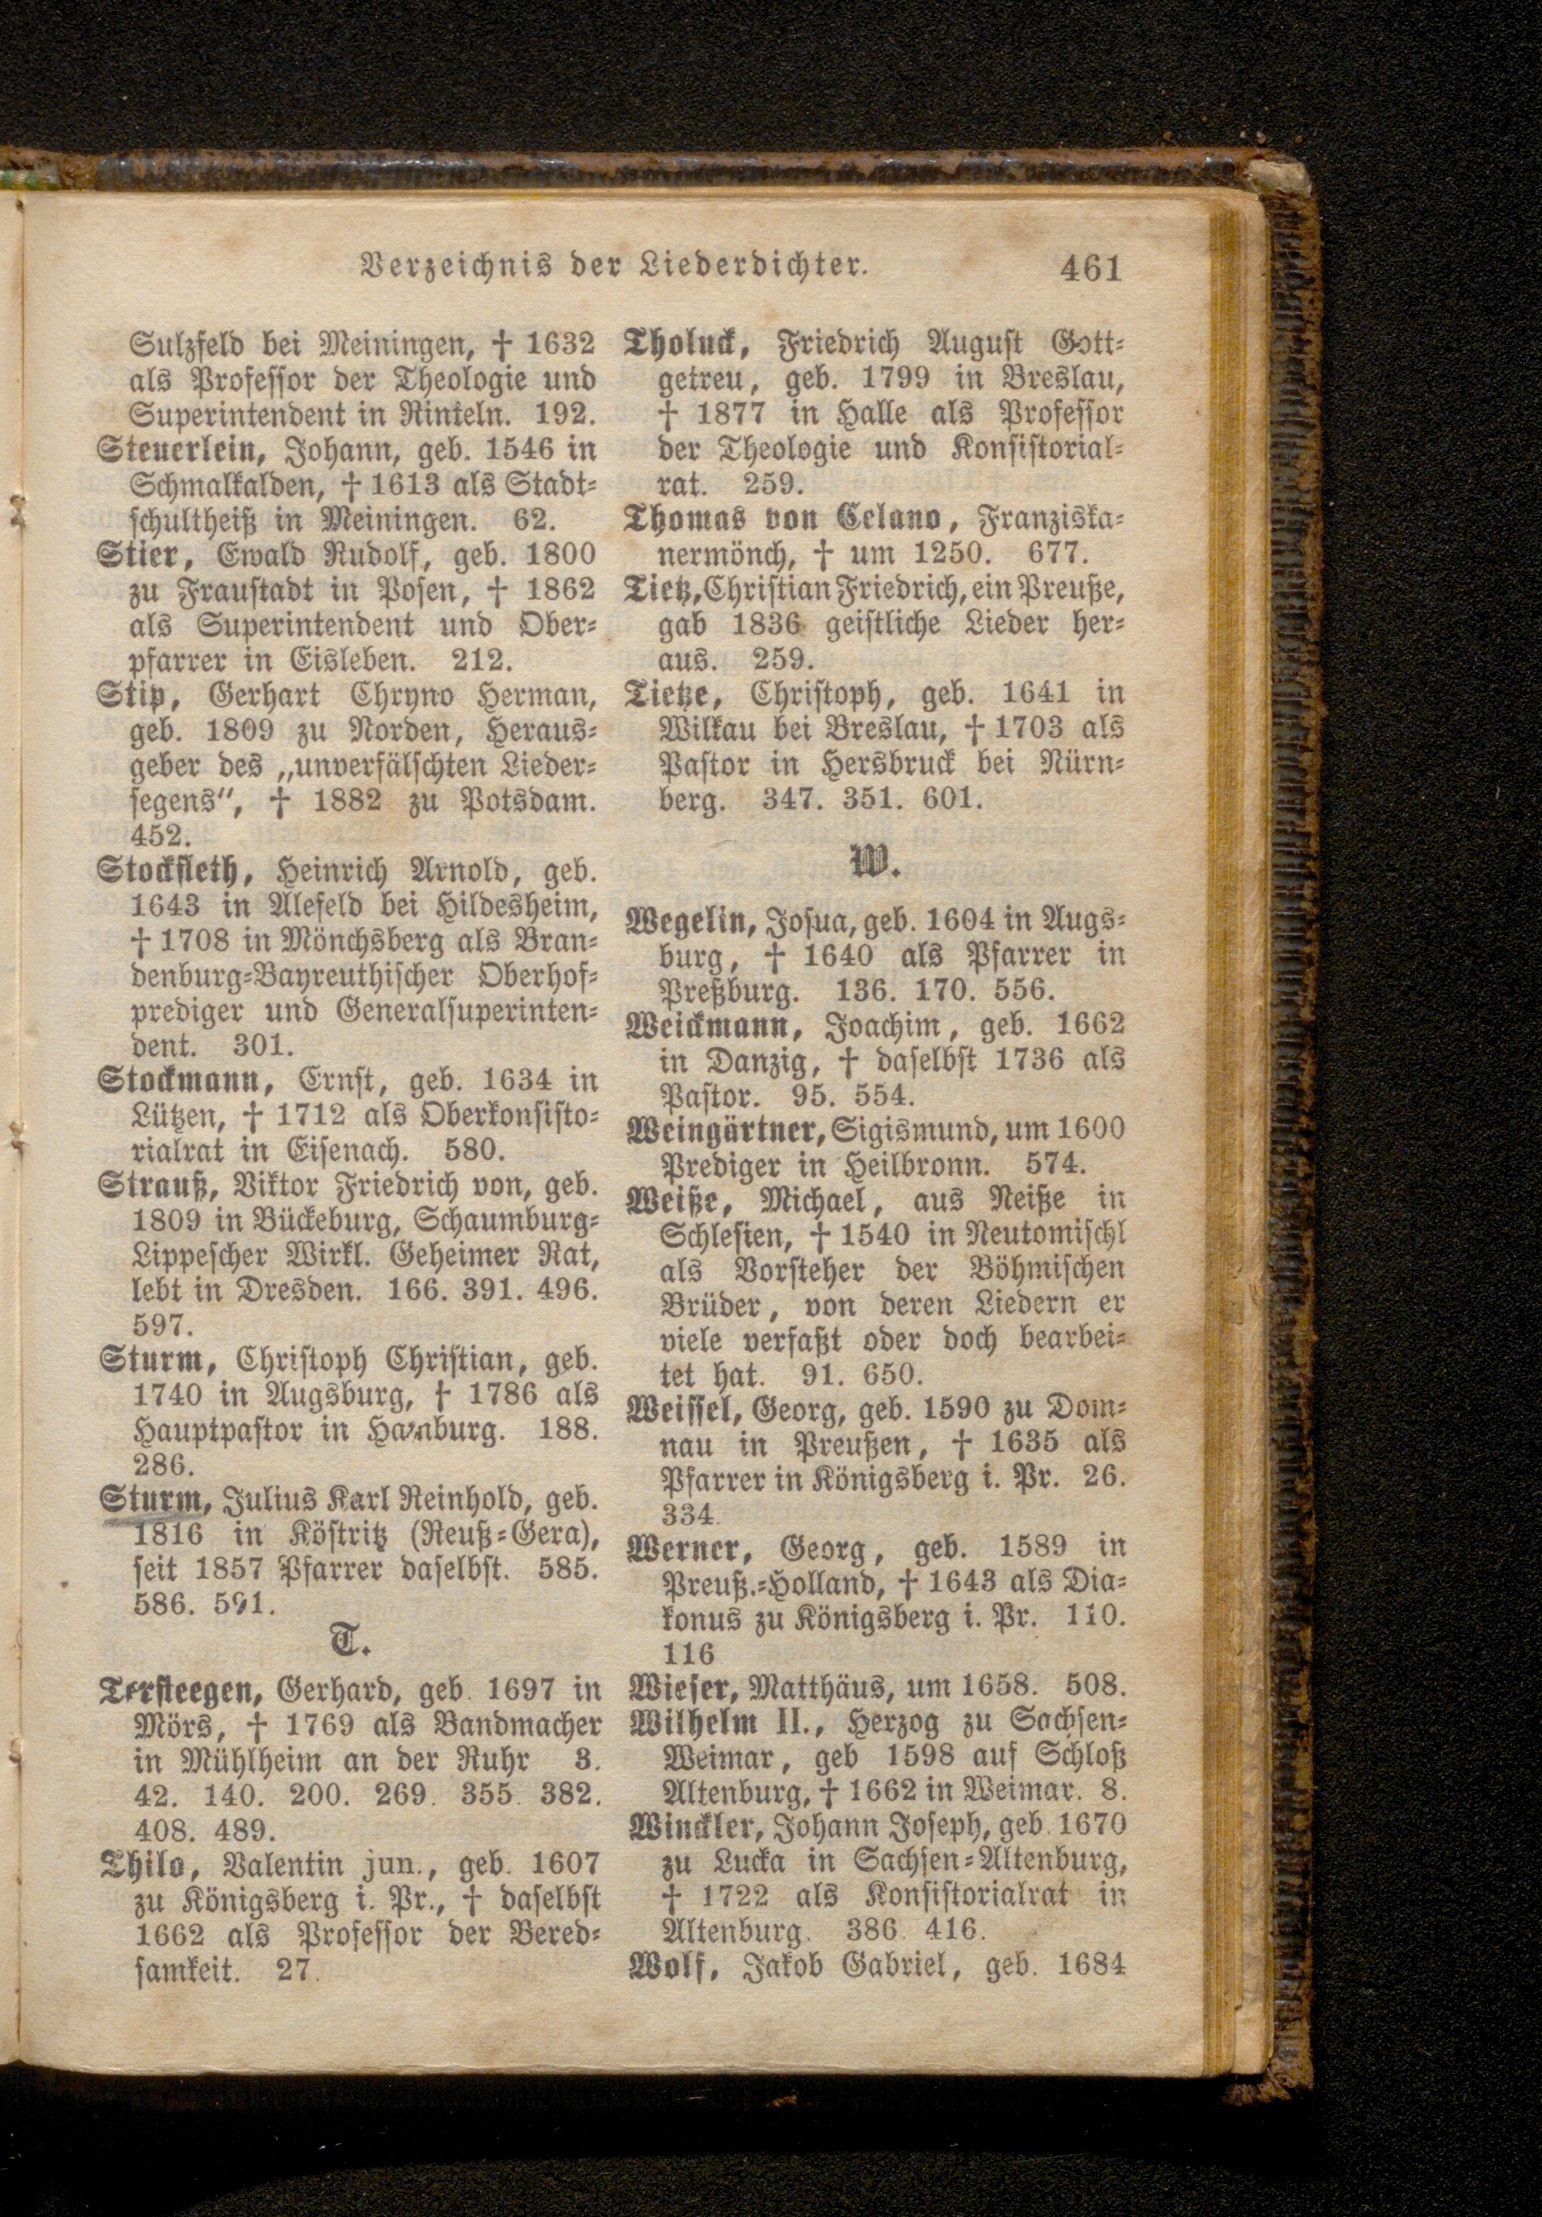 Verzeichnis der Liederdichter. 461
Sulzfeld bei Meiningen, † 1632
als Professor der Theologie und
Superintendent in Rinteln. 192.
Steuerlein, Johann, geb. 1546 in
Schmalkalden, † 1613 als Stadt-
schultheiß in Meiningen. 62.
Stier, Ewald Rudolf, geb. 1800
zu Fraustadt in Posen, † 1862
als Superintendent und Ober-
pfarrer in Eisleben. 212.
Stip, Gerhart Chryno Herman,
geb. 1809 zu Norden, Heraus-
geber des „unverfälschten Lieder-
segens“, † 1882 zu Potsdam.
452.
Stockfleth, Heinrich Arnold, geb.
1643 in Alefeld bei Hildesheim,
† 1708 in Mönchsberg als Bran-
denburg-Bayreuthischer Oberhof-
prediger und Generalsuperinten-
dent. 301.
Stockmann, Ernst, geb. 1634 in
Lützen, † 1712 als Oberkonsisto-
rialrat in Eisenach. 580.
Strauß, Viktor Friedrich von, geb.
1809 in Bückeburg, Schaumburg-
Lippescher Wirkl. Geheimer Rat,
lebt in Dresden. 166. 391. 496.
597.
Sturm, Christoph Christian, geb.
1740 in Augsburg, † 1786 als
Hauptpastor in Hamburg. 188.
286.
Sturm, Julius Karl Reinhold, geb.
1816 in Köstritz (Reuß-Gera),
seit 1857 Pfarrer daselbst. 585.
586. 591.
T.
Tersteegen, Gerhard, geb. 1697 in
Mörs, † 1769 als Bandmacher
in Mühlheim an der Ruhr 3.
42. 140. 200. 269. 355. 382.
408. 489.
Thilo, Valentin jun., geb. 1607
zu Königsberg i. Pr., † daselbst
1662 als Professor der Bered-
samkeit. 27.
Tholuck, Friedrich August Gott-
getreu, geb. 1799 in Breslau,
† 1877 in Halle als Professor
der Theologie und Konsistorial-
rat. 259.
Thomas von Celano, Franziska-
nermönch, † um 1250. 677.
Tietz, Christian Friedrich, ein Preuße,
gab 1836 geistliche Lieder her-
aus. 259.
Tietze, Christoph, geb. 1641 in
Wilkau bei Breslau, † 1703 als
Pastor in Hersbruck bei Nürn-
berg. 347. 351. 601.
W.
Wegelin, Josua, geb. 1604 in Augs-
burg, † 1640 als Pfarrer in
Preßburg. 136. 170. 556.
Weickmann, Joachim, geb. 1662
in Danzig, † daselbst 1736 als
Pastor. 95. 554.
Weingärtner, Sigismund, um 1600
Prediger in Heilbronn. 574.
Weiße, Michael, aus Neiße in
Schlesien, † 1540 in Neutomischl
als Vorsteher der Böhmischen
Brüder, von deren Liedern er
viele verfaßt oder doch bearbei-
tet hat. 91. 650.
Weissel, Georg, geb. 1590 zu Dom-
nau in Preußen, † 1635 als
Pfarrer in Königsberg i. Pr. 26.
334.
Werner, Georg, geb. 1589 in
Preuß.-Holland, † 1643 als Dia-
konus zu Königsberg i. Pr. 110.
116
Wieser, Matthäus, um 1658. 508.
Wilhelm II., Herzog zu Sachsen-
Weimar, geb 1598 auf Schloß
Altenburg, † 1662 in Weimar. 8.
Winckler, Johann Joseph, geb. 1670
zu Lucka in Sachsen-Altenburg,
† 1722 als Konsistorialrat in
Altenburg. 386. 416.
Wolf, Jakob Gabriel, geb. 1684